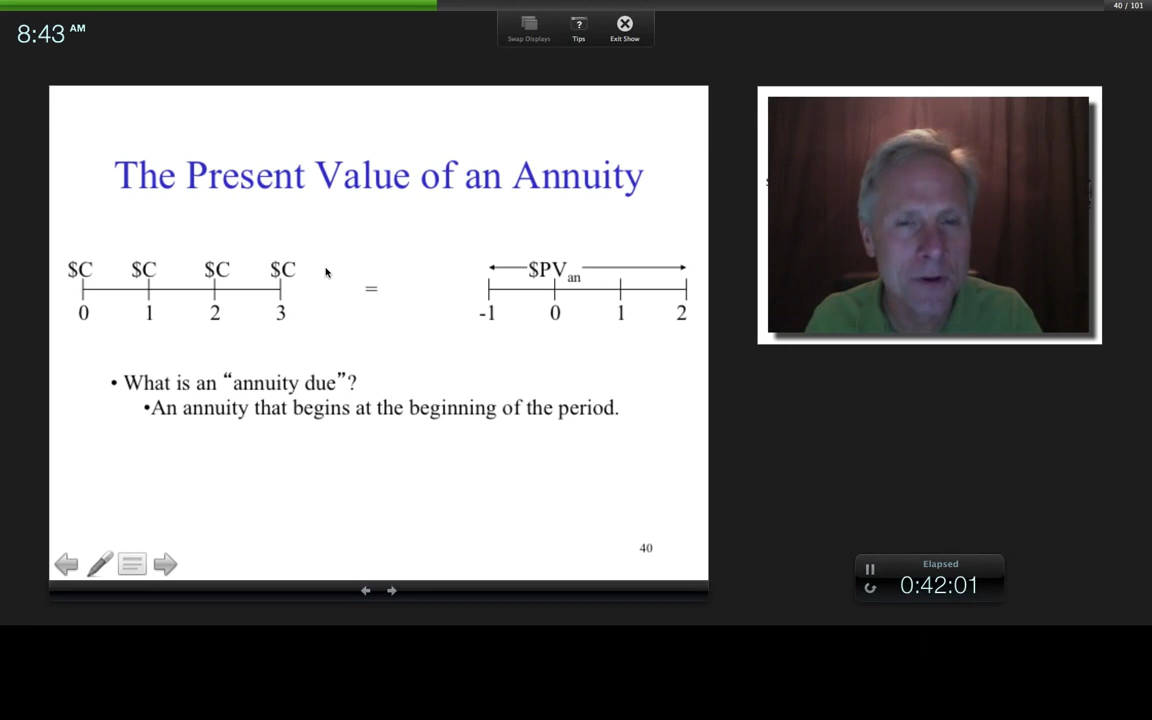 40 / 101
8:43 AM
Swap Displays Tips Exit Show
The Present Value of an Annuity
$C $C $C $C
0 1 2 3
=
$PVan
-1 0 1 2
• What is an “annuity due”?
•An annuity that begins at the beginning of the period.
40
Elapsed
0:42:01